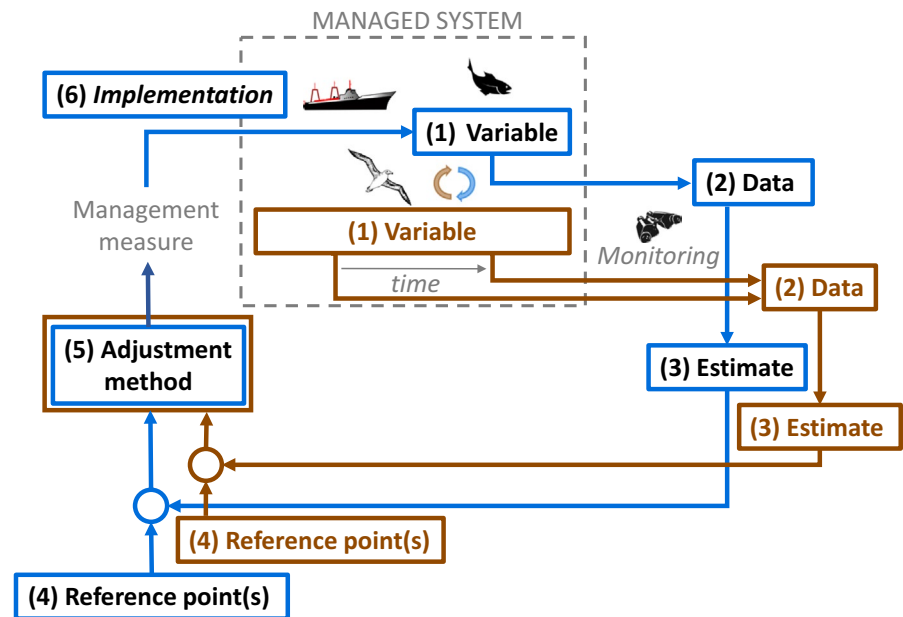 MANAGED SYSTEM
(6) Implementation
(1) Variable
(2) Data
Management
measure
(1) Variable
Monitoring
time
(2) Data
(5) Adjustment
method
(3) Estimate
(3) Estimate
(4) Reference point(s)
(4) Reference point(s)